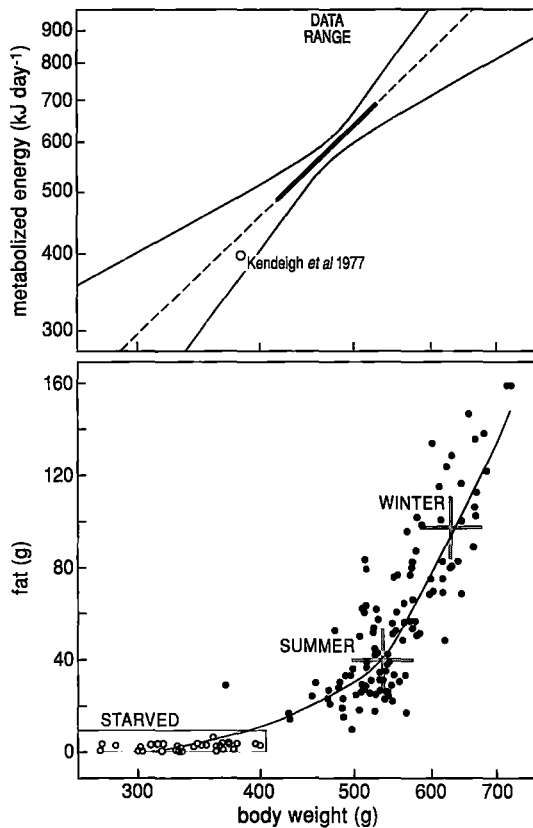 DATA
RANGE
metabolized energy (kJ day-1)
900
800
700
600
500
400
300
Kendeigh et al 1977
fat (g)
160
120
80
40
0
WINTER
SUMMER
STARVED
300
400
500
600
700
body weight (g)